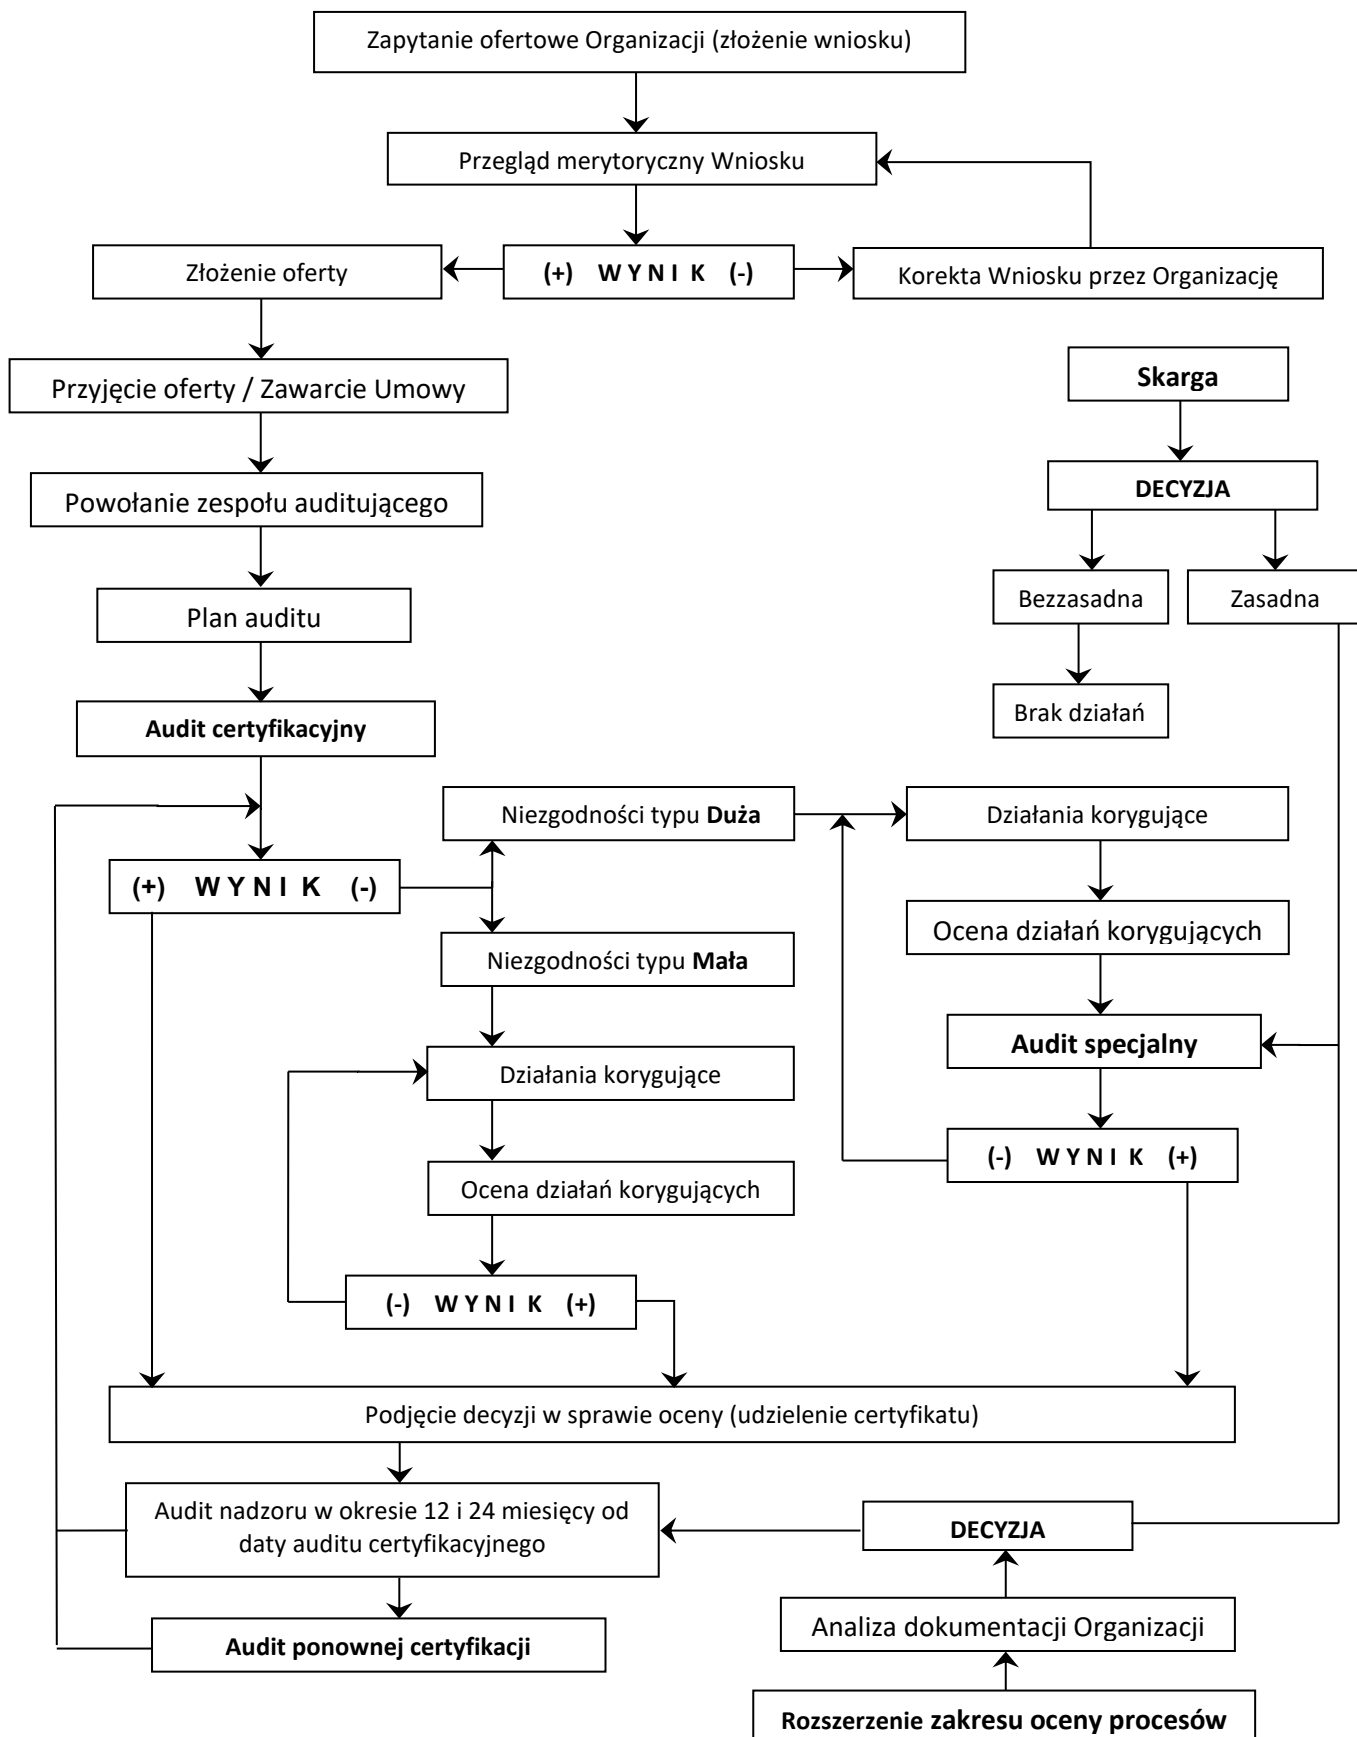 Zapytanie ofertowe Organizacji (złożenie wniosku)
Przegląd merytoryczny Wniosku
Złożenie oferty
(+) W Y N I K (-)
Korekta Wniosku przez Organizację
Przyjęcie oferty / Zawarcie Umowy
Skarga
Powołanie zespołu auditującego
DECYZJA
Plan auditu
Bezzasadna
Zasadna
Audit certyfikacyjny
Brak działań
Niezgodności typu Duża
Działania korygujące
(+) W Y N I K (-)
Ocena działań korygujących
Niezgodności typu Mała
Audit specjalny
Działania korygujące
(-) W Y N I K (+)
Ocena działań korygujących
(-) W Y N I K (+)
Podjęcie decyzji w sprawie oceny (udzielenie certyfikatu)
Audit nadzoru w okresie 12 i 24 miesięcy od
daty auditu certyfikacyjnego
DECYZJA
Analiza dokumentacji Organizacji
Audit ponownej certyfikacji
Rozszerzenie zakresu oceny procesów